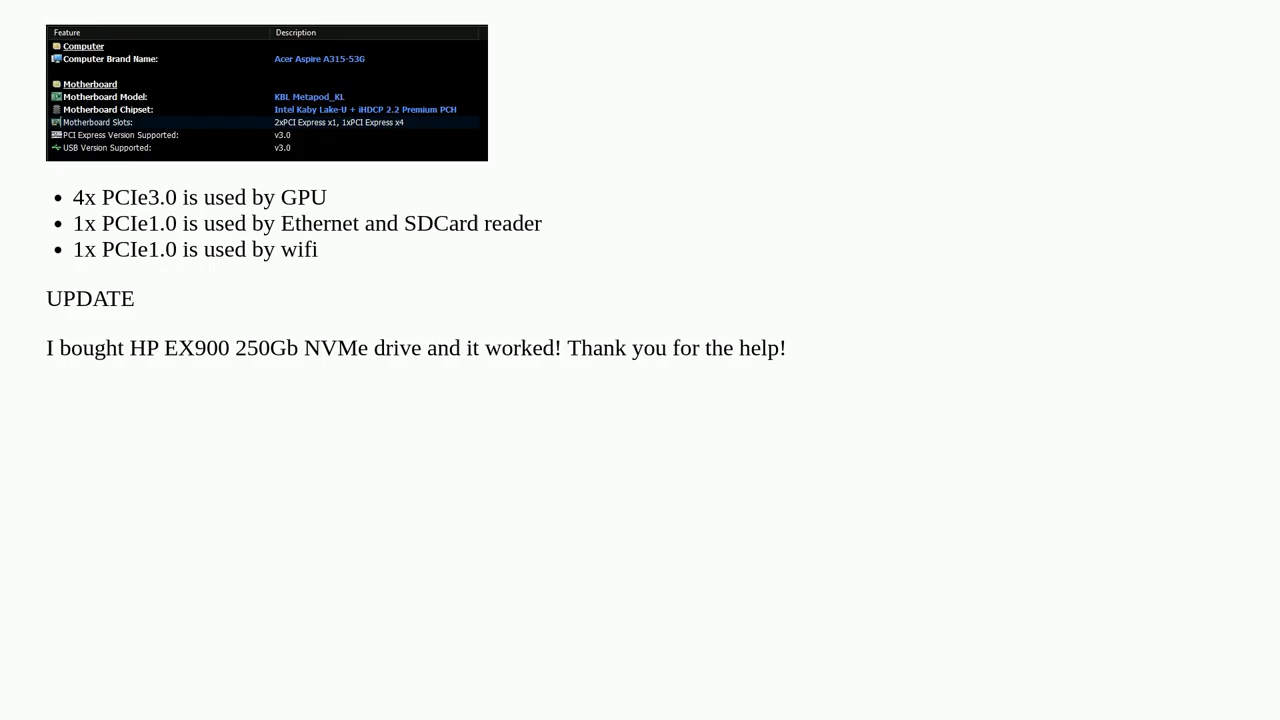 Feature Description
Computer
Computer Brand Name: Acer Aspire A315-53G
Motherboard
Motherboard Model: KBL Metapod_KL
Motherboard Chipset: Intel Kaby Lake-U + iHDCP 2.2 Premium PCH
Motherboard Slots: 2xPCI Express x1, 1xPCI Express x4
PCI Express Version Supported: v3.0
USB Version Supported: v3.0
• 4x PCIe3.0 is used by GPU
• 1x PCIe1.0 is used by Ethernet and SDCard reader
• 1x PCIe1.0 is used by wifi
UPDATE
I bought HP EX900 250Gb NVMe drive and it worked! Thank you for the help!